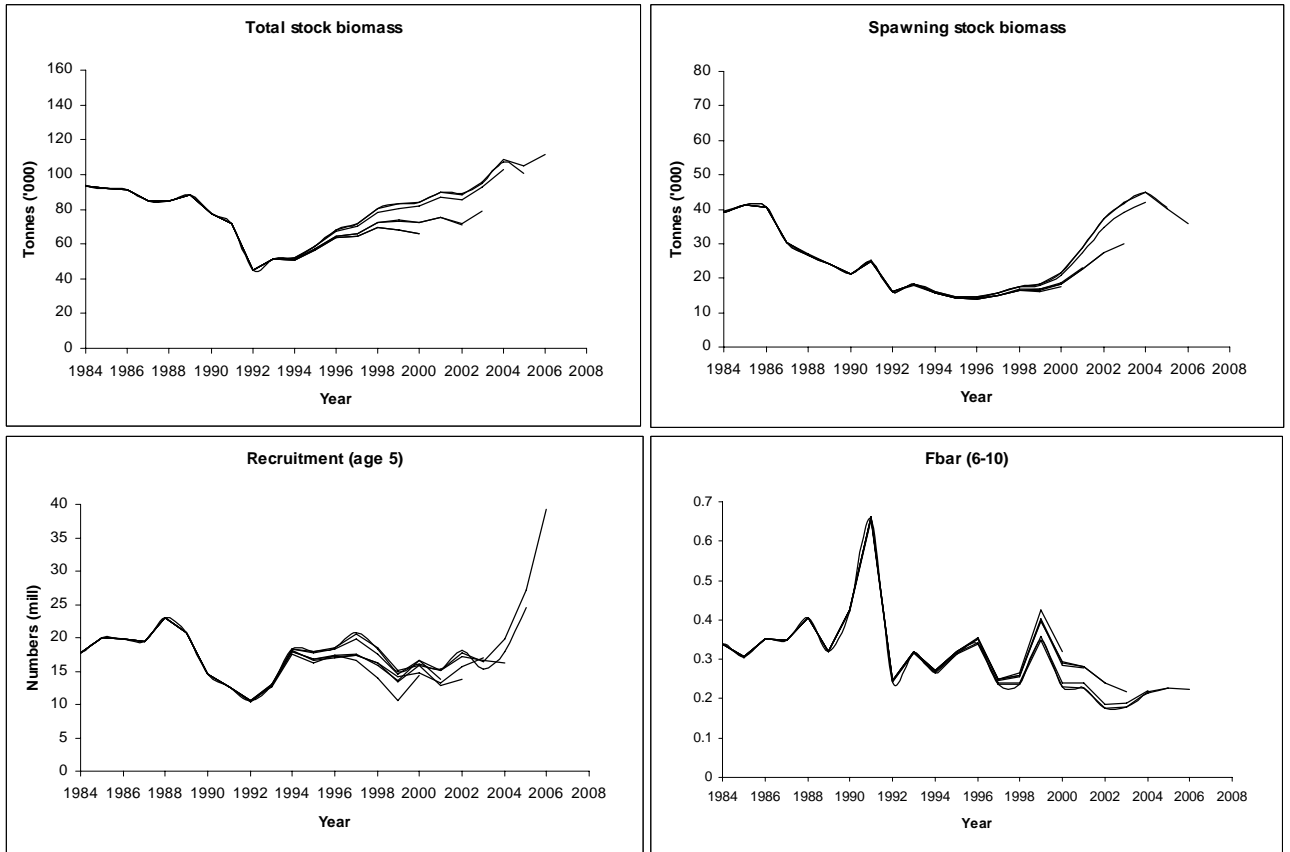 Total stock biomass
Tonnes ('000)
160
140
120
100
80
60
40
20
0
1984 1986 1988 1990 1992 1994 1996 1998 2000 2002 2004 2006 2008
Year
Spawning stock biomass
Tonnes ('000)
80
70
60
50
40
30
20
10
0
1984 1986 1988 1990 1992 1994 1996 1998 2000 2002 2004 2006 2008
Year
Recruitment (age 5)
Numbers (mill)
40
35
30
25
20
15
10
5
0
1984 1986 1988 1990 1992 1994 1996 1998 2000 2002 2004 2006 2008
Year
Fbar (6-10)
0.7
0.6
0.5
0.4
0.3
0.2
0.1
0
1984 1986 1988 1990 1992 1994 1996 1998 2000 2002 2004 2006 2008
Year